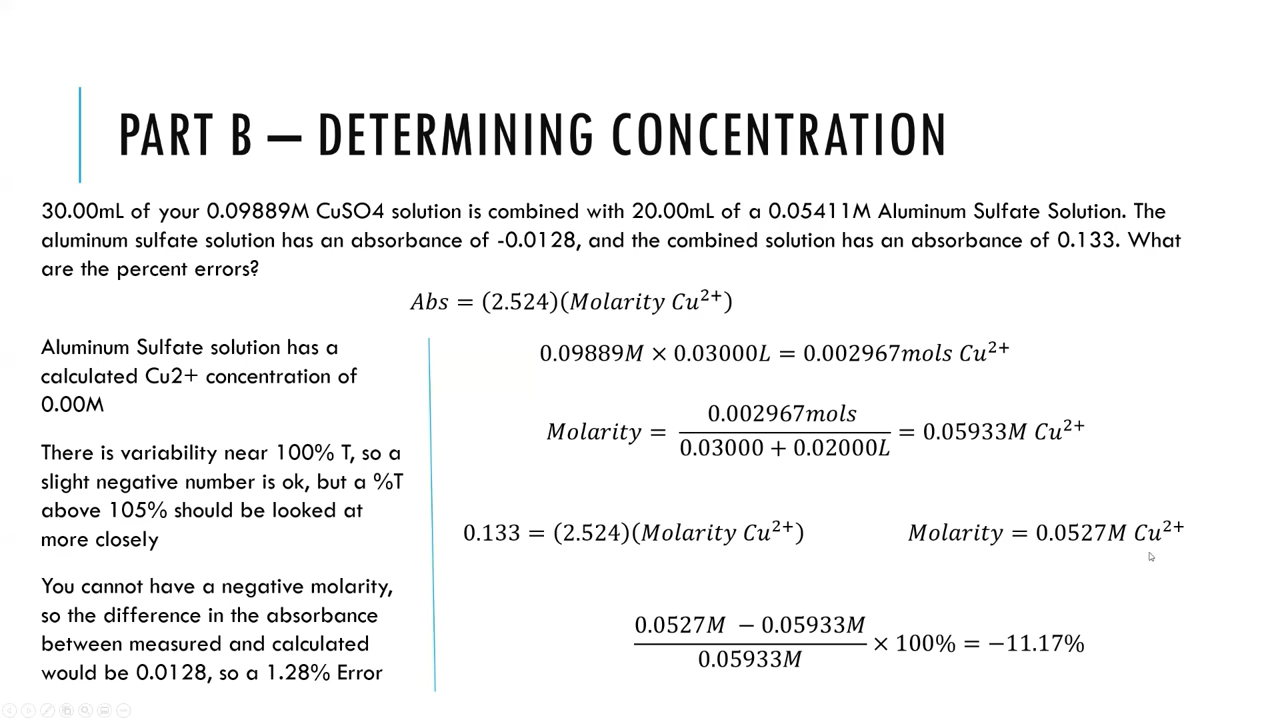 PART B – DETERMINING CONCENTRATION
30.00mL of your 0.09889M CuSO4 solution is combined with 20.00mL of a 0.05411M Aluminum Sulfate Solution. The
aluminum sulfate solution has an absorbance of -0.0128, and the combined solution has an absorbance of 0.133. What
are the percent errors?
Abs = (2.524)(Molarity Cu²⁺)
Aluminum Sulfate solution has a
calculated Cu2+ concentration of
0.00M
There is variability near 100% T, so a
slight negative number is ok, but a %T
above 105% should be looked at
more closely
You cannot have a negative molarity,
so the difference in the absorbance
between measured and calculated
would be 0.0128, so a 1.28% Error
0.09889M × 0.03000L = 0.002967mols Cu²⁺
0.002967mols
Molarity = = 0.05933M Cu²⁺
0.03000 + 0.02000L
0.133 = (2.524)(Molarity Cu²⁺) Molarity = 0.0527M Cu²⁺
0.0527M − 0.05933M
× 100% = −11.17%
0.05933M